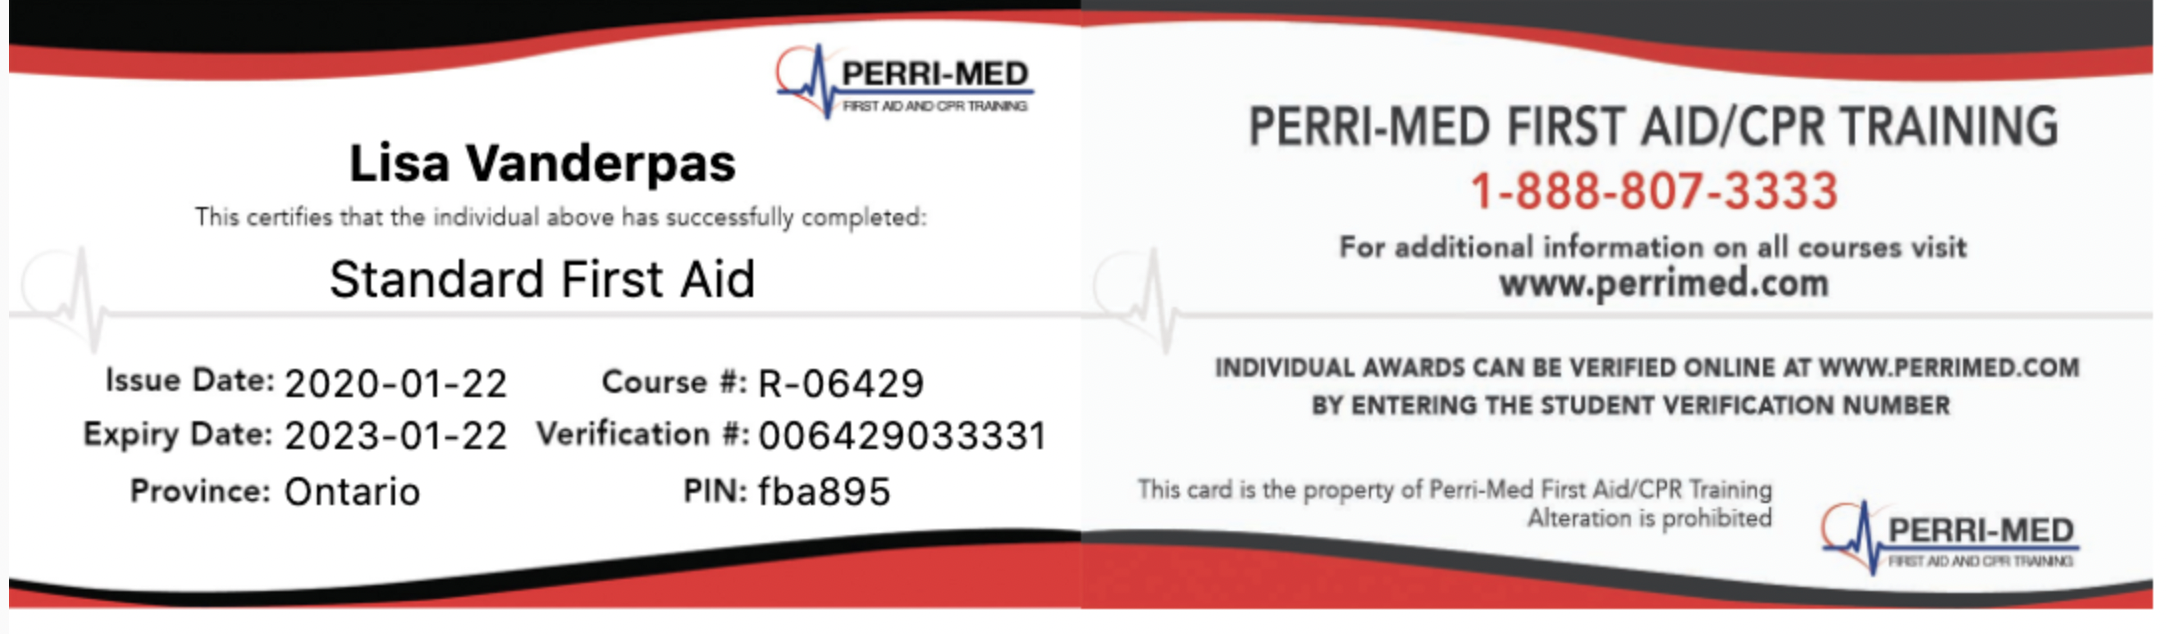 PERRI-MED
FIRST AID AND CPR TRAINING
Lisa Vanderpas
This certifies that the individual above has successfully completed:
Standard First Aid
Issue Date: 2020-01-22 Course #: R-06429
Expiry Date: 2023-01-22 Verification #: 006429033331
Province: Ontario PIN: fba895
PERRI-MED FIRST AID/CPR TRAINING
1-888-807-3333
For additional information on all courses visit
www.perrimed.com
INDIVIDUAL AWARDS CAN BE VERIFIED ONLINE AT WWW.PERRIMED.COM
BY ENTERING THE STUDENT VERIFICATION NUMBER
This card is the property of Perri-Med First Aid/CPR Training
Alteration is prohibited
PERRI-MED
FIRST AID AND CPR TRAINING